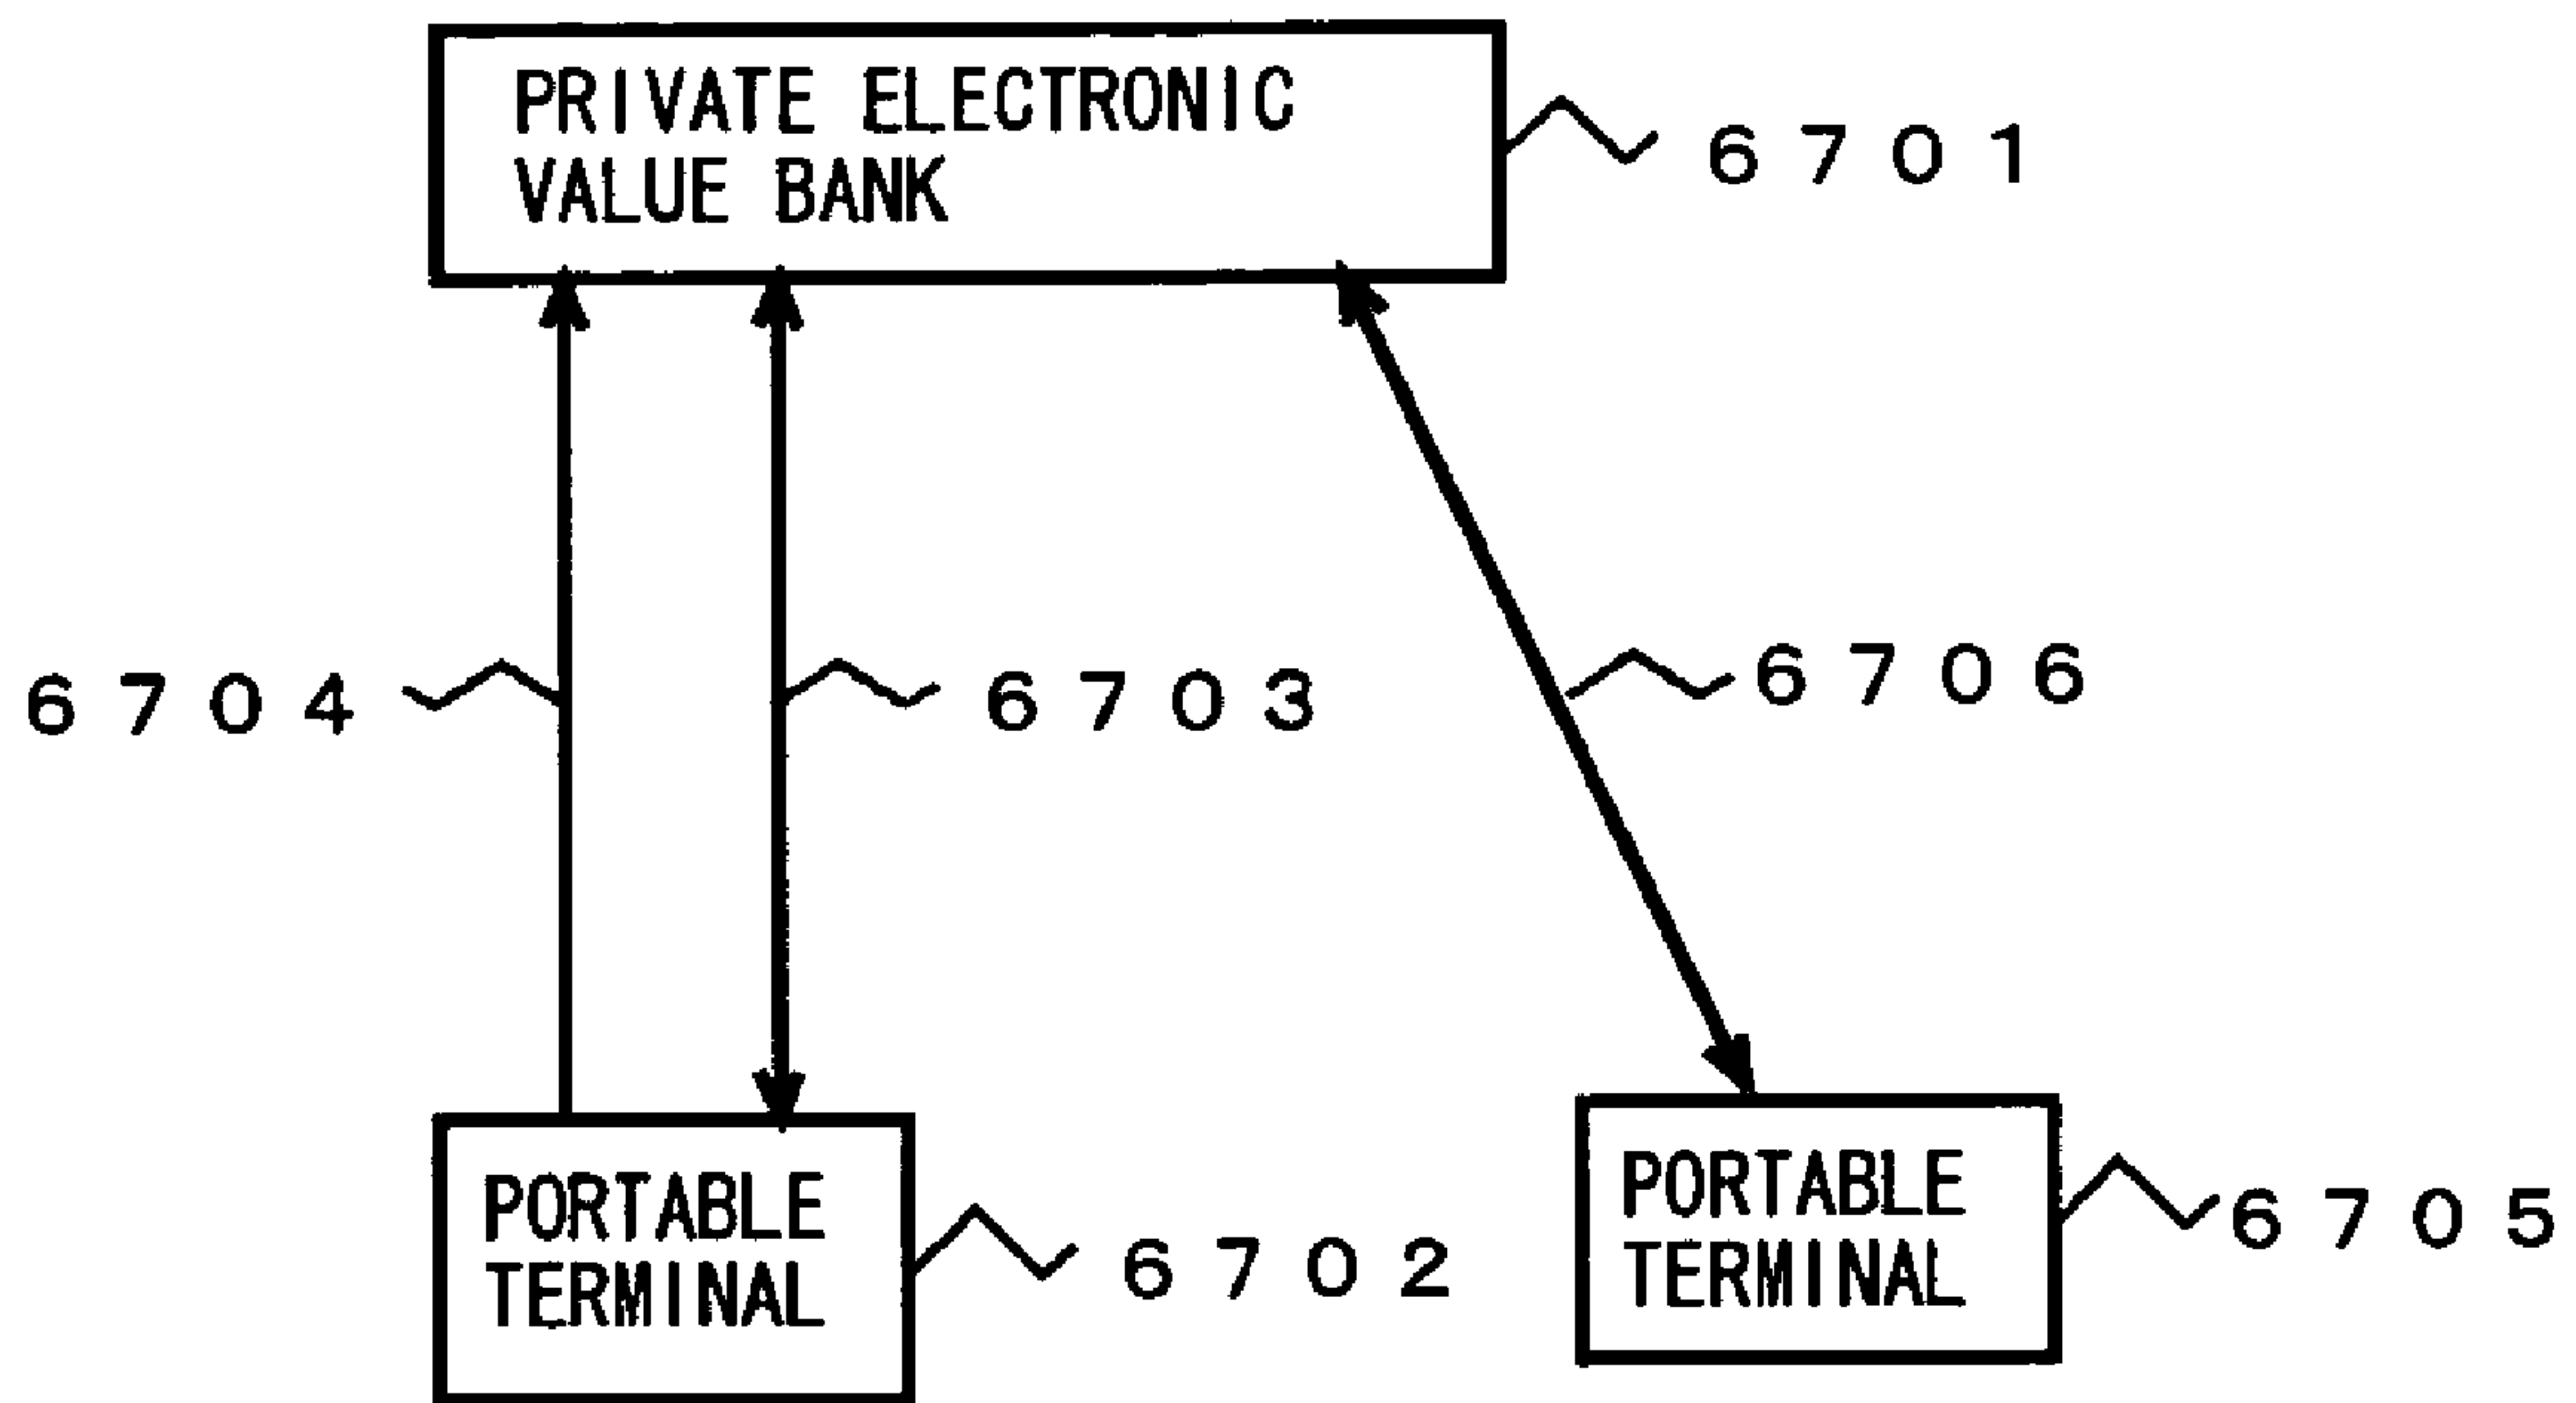 PRIVATE ELECTRONIC
VALUE BANK
6701
6704
6703
6706
PORTABLE
TERMINAL
6702
PORTABLE
TERMINAL
6705